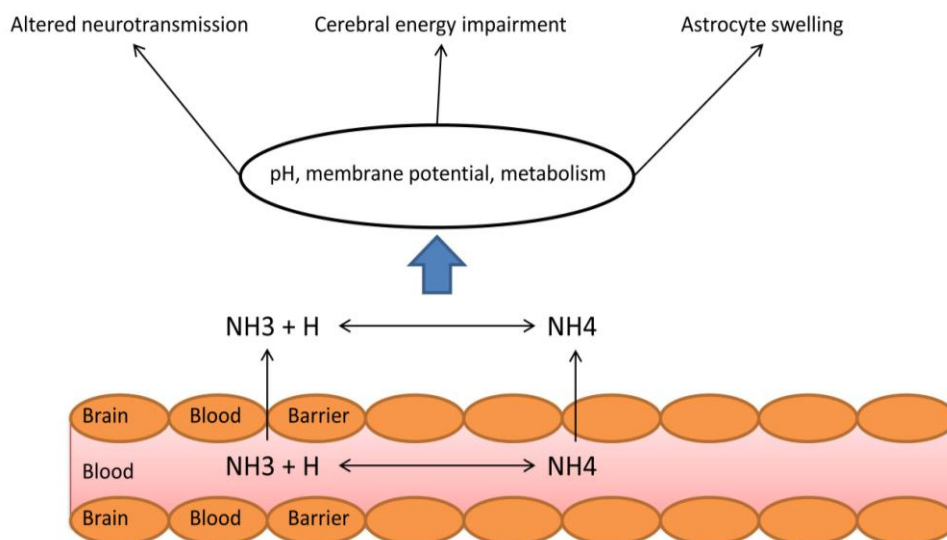 Altered neurotransmission
Cerebral energy impairment
Astrocyte swelling
pH, membrane potential, metabolism
NH3 + H
NH4
Brain
Blood
Barrier
Blood
NH3 + H
NH4
Brain
Blood
Barrier